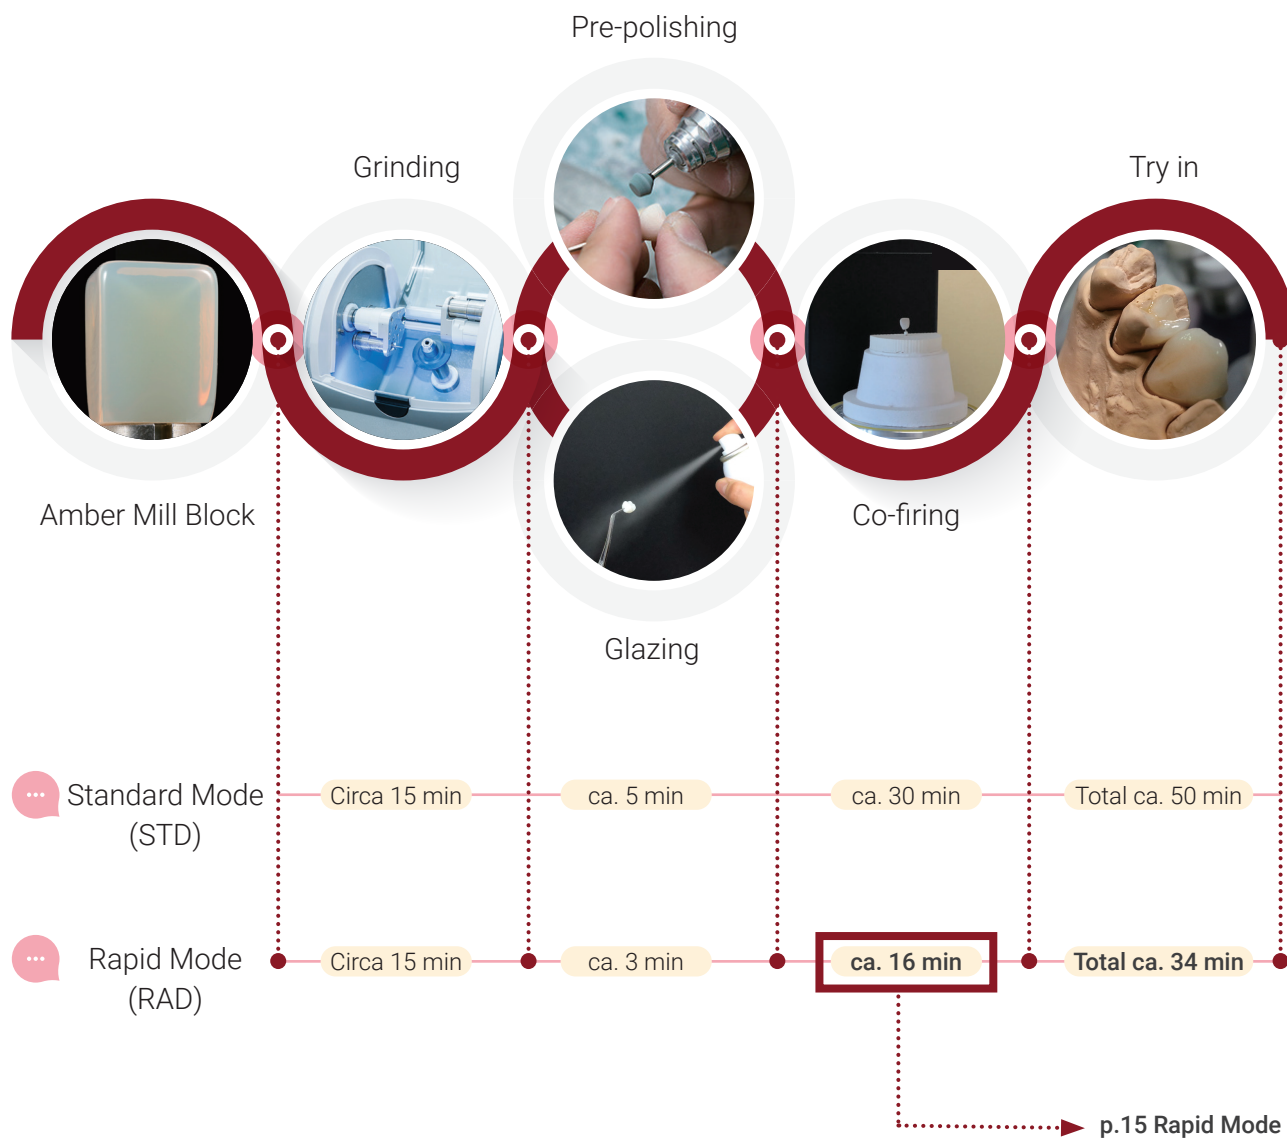 Pre-polishing
Grinding
Try in
Amber Mill Block
Co-firing
Glazing
Standard Mode
(STD)
Circa 15 min
ca. 5 min
ca. 30 min
Total ca. 50 min
Rapid Mode
(RAD)
Circa 15 min
ca. 3 min
ca. 16 min
Total ca. 34 min
p.15 Rapid Mode